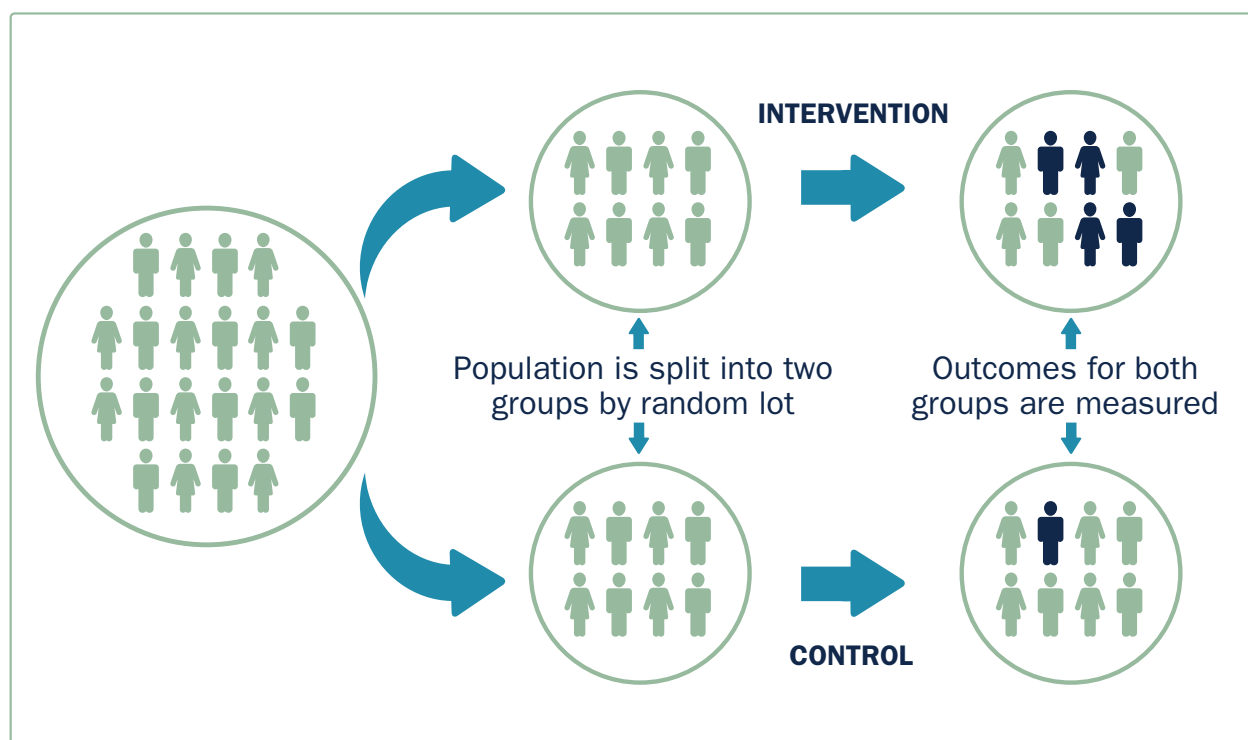 INTERVENTION
Population is split into two
groups by random lot
Outcomes for both
groups are measured
CONTROL